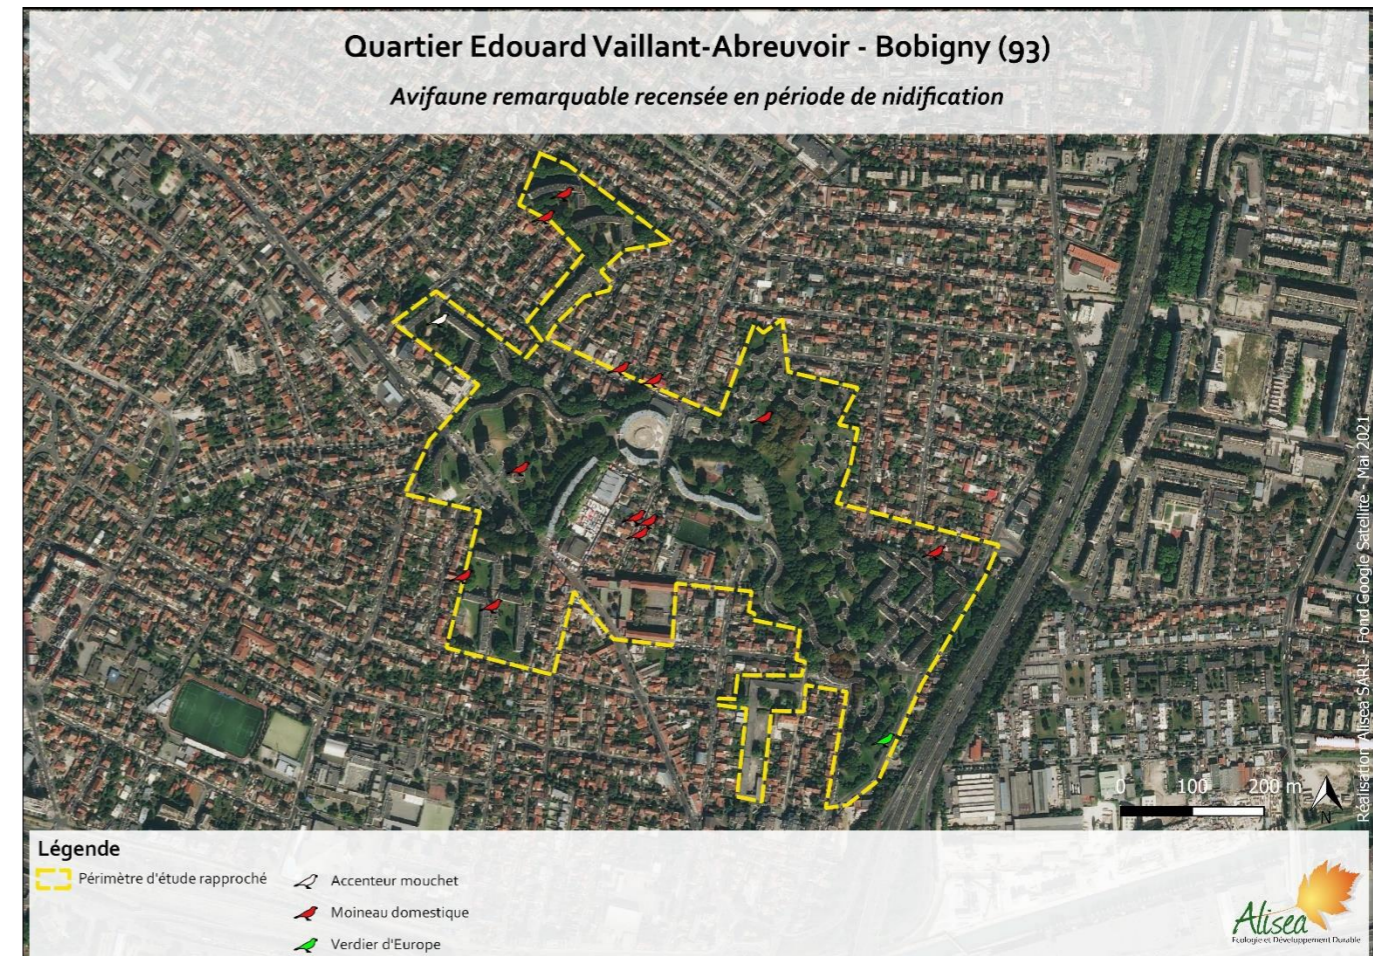 Quartier Edouard Vaillant-Abreuvoir - Bobigny (93)
Avifaune remarquable recensée en période de nidification
Réalisation Alisea SARL - Fond Google Satellite - Mai 2021
0 100 200 m
N
Légende
Périmètre d'étude rapproché
Accenteur mouchet
Moineau domestique
Verdier d'Europe
Alisea
Ecologie et Développement Durable